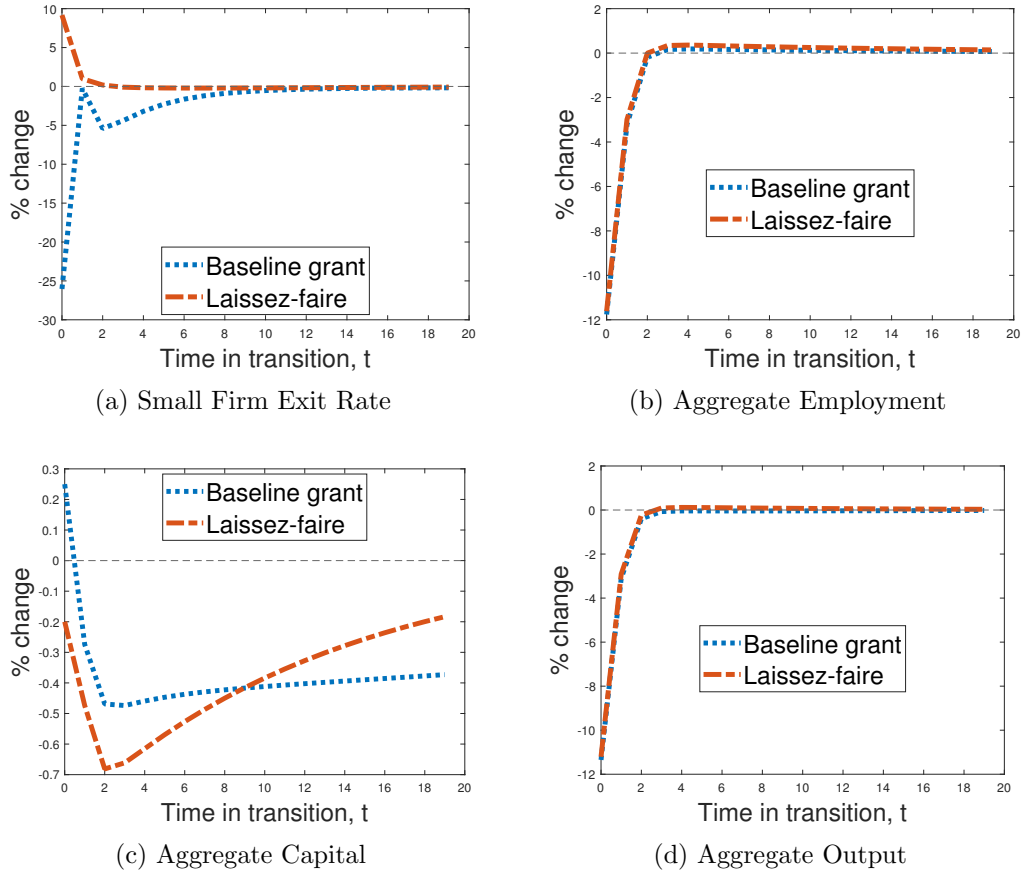 10
5
0
-5
-10
-15
-20
-25
-30
% change
Baseline grant
Laissez-faire
0 2 4 6 8 10 12 14 16 18 20
Time in transition, t
(a) Small Firm Exit Rate
2
0
-2
-4
-6
-8
-10
-12
% change
Baseline grant
Laissez-faire
0 2 4 6 8 10 12 14 16 18 20
Time in transition, t
(b) Aggregate Employment
0.3
0.2
0.1
0
-0.1
-0.2
-0.3
-0.4
-0.5
-0.6
-0.7
% change
Baseline grant
Laissez-faire
0 2 4 6 8 10 12 14 16 18 20
Time in transition, t
(c) Aggregate Capital
2
0
-2
-4
-6
-8
-10
-12
% change
Baseline grant
Laissez-faire
0 2 4 6 8 10 12 14 16 18 20
Time in transition, t
(d) Aggregate Output